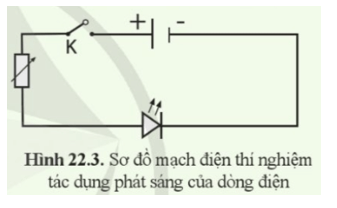 + -
K
Hình 22.3. Sơ đồ mạch điện thí nghiệm
tác dụng phát sáng của dòng điện